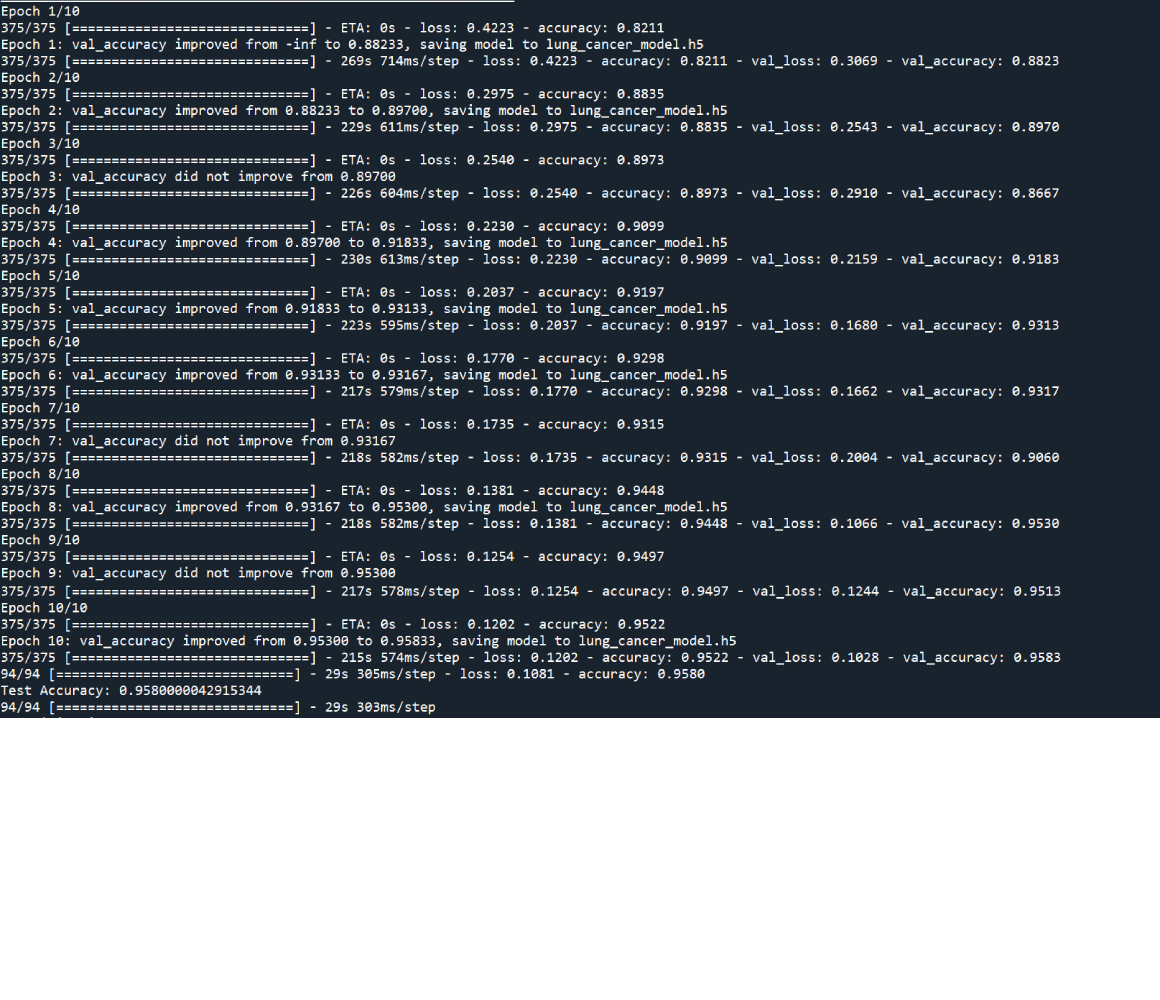 Epoch 1/10
375/375 [==============================] - ETA: 0s - loss: 0.4223 - accuracy: 0.8211
Epoch 1: val_accuracy improved from -inf to 0.88233, saving model to lung_cancer_model.h5
375/375 [==============================] - 269s 714ms/step - loss: 0.4223 - accuracy: 0.8211 - val_loss: 0.3069 - val_accuracy: 0.8823
Epoch 2/10
375/375 [==============================] - ETA: 0s - loss: 0.2975 - accuracy: 0.8835
Epoch 2: val_accuracy improved from 0.88233 to 0.89700, saving model to lung_cancer_model.h5
375/375 [==============================] - 229s 611ms/step - loss: 0.2975 - accuracy: 0.8835 - val_loss: 0.2543 - val_accuracy: 0.8970
Epoch 3/10
375/375 [==============================] - ETA: 0s - loss: 0.2540 - accuracy: 0.8973
Epoch 3: val_accuracy did not improve from 0.89700
375/375 [==============================] - 226s 604ms/step - loss: 0.2540 - accuracy: 0.8973 - val_loss: 0.2910 - val_accuracy: 0.8667
Epoch 4/10
375/375 [==============================] - ETA: 0s - loss: 0.2230 - accuracy: 0.9099
Epoch 4: val_accuracy improved from 0.89700 to 0.91833, saving model to lung_cancer_model.h5
375/375 [==============================] - 230s 613ms/step - loss: 0.2230 - accuracy: 0.9099 - val_loss: 0.2159 - val_accuracy: 0.9183
Epoch 5/10
375/375 [==============================] - ETA: 0s - loss: 0.2037 - accuracy: 0.9197
Epoch 5: val_accuracy improved from 0.91833 to 0.93133, saving model to lung_cancer_model.h5
375/375 [==============================] - 223s 595ms/step - loss: 0.2037 - accuracy: 0.9197 - val_loss: 0.1680 - val_accuracy: 0.9313
Epoch 6/10
375/375 [==============================] - ETA: 0s - loss: 0.1770 - accuracy: 0.9298
Epoch 6: val_accuracy improved from 0.93133 to 0.93167, saving model to lung_cancer_model.h5
375/375 [==============================] - 217s 579ms/step - loss: 0.1770 - accuracy: 0.9298 - val_loss: 0.1662 - val_accuracy: 0.9317
Epoch 7/10
375/375 [==============================] - ETA: 0s - loss: 0.1735 - accuracy: 0.9315
Epoch 7: val_accuracy did not improve from 0.93167
375/375 [==============================] - 218s 582ms/step - loss: 0.1735 - accuracy: 0.9315 - val_loss: 0.2004 - val_accuracy: 0.9060
Epoch 8/10
375/375 [==============================] - ETA: 0s - loss: 0.1381 - accuracy: 0.9448
Epoch 8: val_accuracy improved from 0.93167 to 0.95300, saving model to lung_cancer_model.h5
375/375 [==============================] - 218s 582ms/step - loss: 0.1381 - accuracy: 0.9448 - val_loss: 0.1066 - val_accuracy: 0.9530
Epoch 9/10
375/375 [==============================] - ETA: 0s - loss: 0.1254 - accuracy: 0.9497
Epoch 9: val_accuracy did not improve from 0.95300
375/375 [==============================] - 217s 578ms/step - loss: 0.1254 - accuracy: 0.9497 - val_loss: 0.1244 - val_accuracy: 0.9513
Epoch 10/10
375/375 [==============================] - ETA: 0s - loss: 0.1202 - accuracy: 0.9522
Epoch 10: val_accuracy improved from 0.95300 to 0.95833, saving model to lung_cancer_model.h5
375/375 [==============================] - 215s 574ms/step - loss: 0.1202 - accuracy: 0.9522 - val_loss: 0.1028 - val_accuracy: 0.9583
94/94 [==============================] - 29s 305ms/step - loss: 0.1081 - accuracy: 0.9580
Test Accuracy: 0.9580000042915344
94/94 [==============================] - 29s 303ms/step